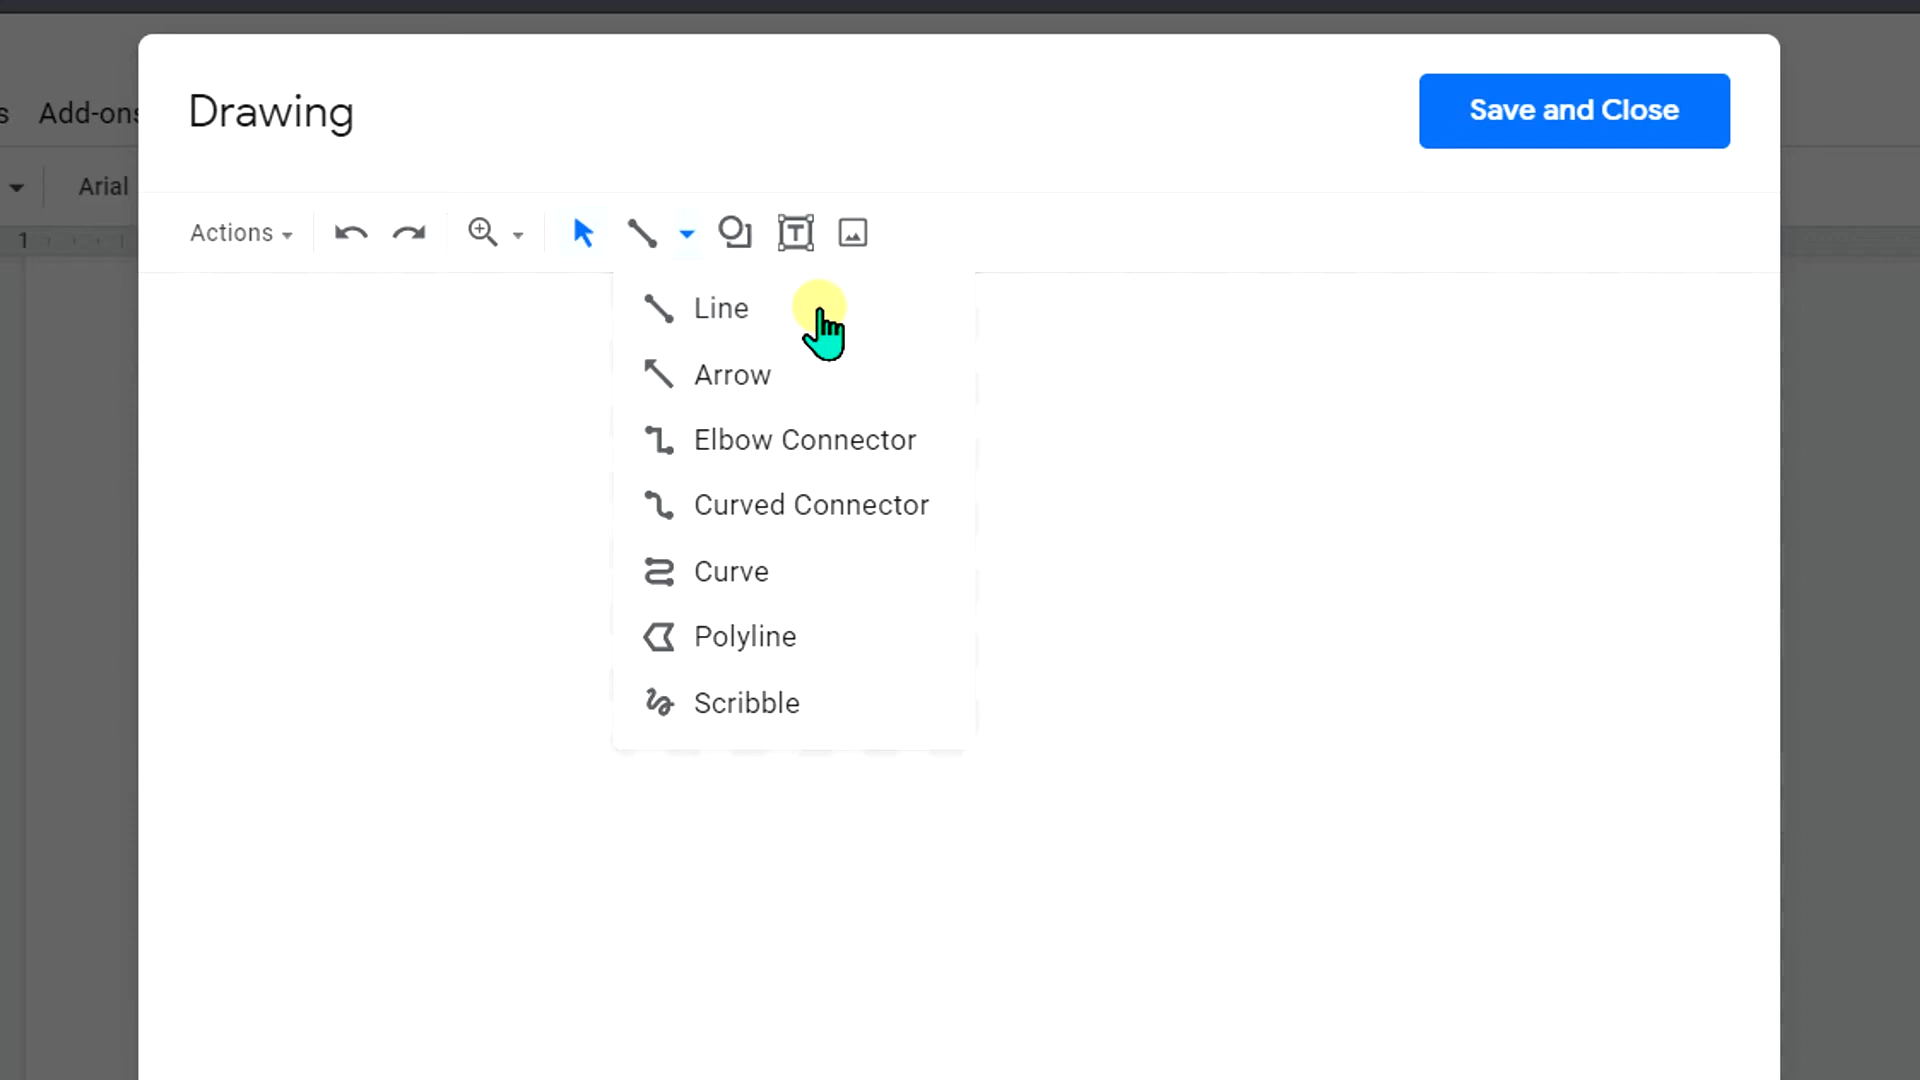 Drawing
Save and Close
s Add-ons
Arial
1
Actions
Line
Arrow
Elbow Connector
Curved Connector
Curve
Polyline
Scribble